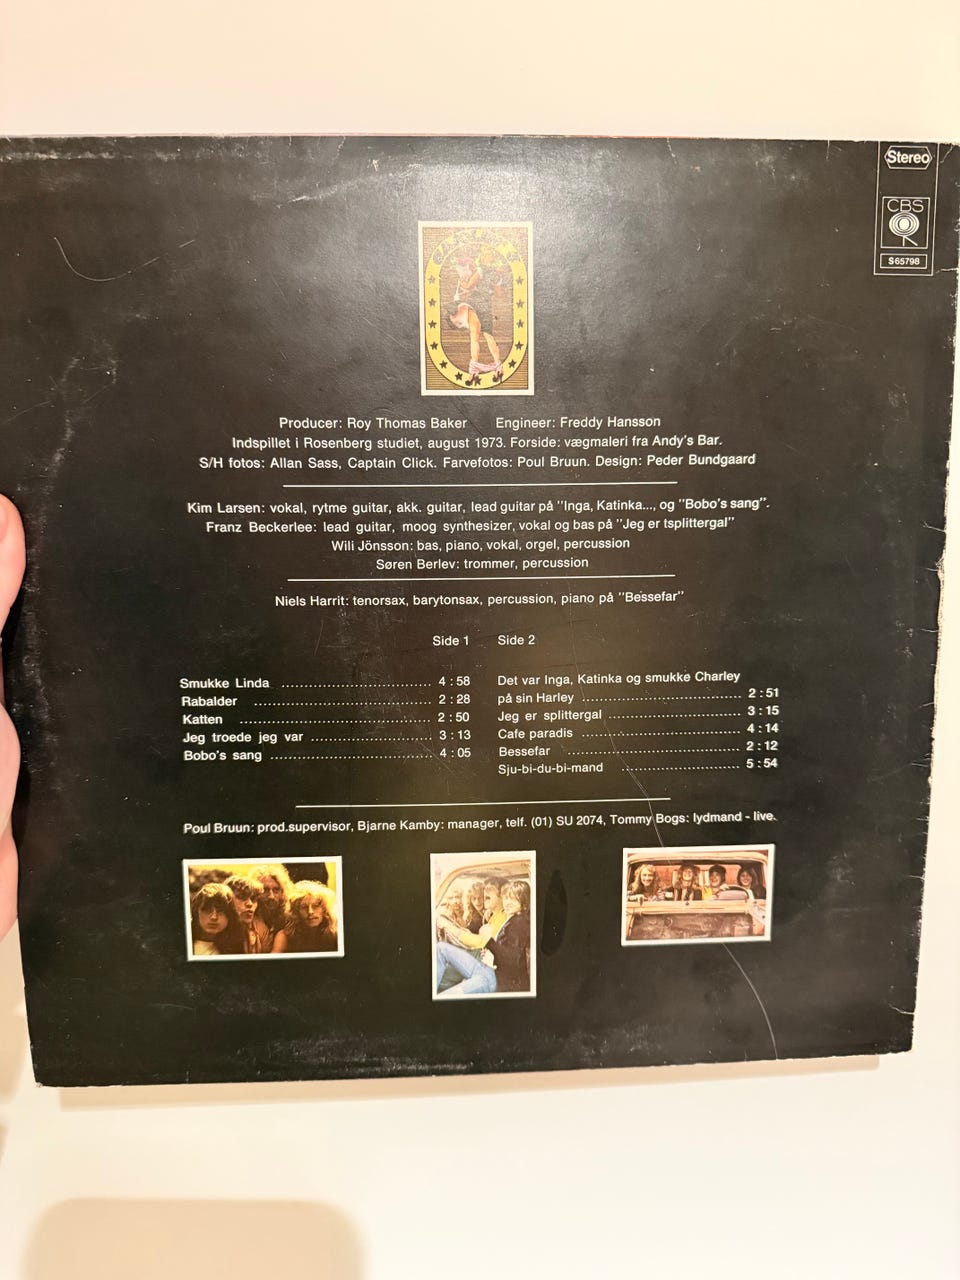 Stereo
CBS
S 65798
Producer: Roy Thomas Baker Engineer: Freddy Hansson
Indspillet i Rosenberg studiet, august 1973. Forside: vægmaleri fra Andy's Bar.
S/H fotos: Allan Sass, Captain Click. Farvefotos: Poul Bruun. Design: Peder Bundgaard
Kim Larsen: vokal, rytme guitar, akk. guitar, lead guitar på "Inga, Katinka..., og "Bobo's sang".
Franz Beckerlee: lead guitar, moog synthesizer, vokal og bas på "Jeg er tsplittergal"
Wili Jönsson: bas, piano, vokal, orgel, percussion
Søren Berlev: trommer, percussion
Niels Harrit: tenorsax, barytonsax, percussion, piano på "Bessefar"
Side 1 Side 2
Smukke Linda 4:58
Rabalder 2:28
Katten 2:50
Jeg troede jeg var 3:13
Bobo's sang 4:05
Det var Inga, Katinka og smukke Charley
på sin Harley 2:51
Jeg er splittergal 3:15
Cafe paradis 4:14
Bessefar 2:12
Sju-bi-du-bi-mand 5:54
Poul Bruun: prod.supervisor, Bjarne Kamby: manager, telf. (01) SU 2074, Tommy Bogs: lydmand - live.